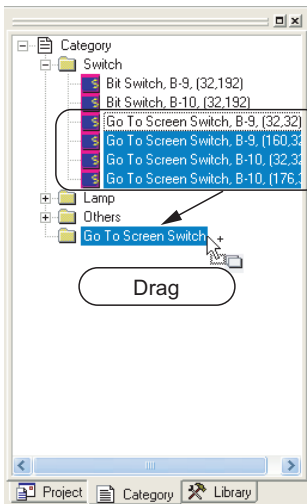 Category
Switch
Bit Switch, B-9, (32,192)
Bit Switch, B-10, (32,192)
Go To Screen Switch, B-9, (32,32)
Go To Screen Switch, B-9, (160,32
Go To Screen Switch, B-10, (32,32
Go To Screen Switch, B-10, (176,3
Lamp
Others
Go To Screen Switch
Drag
Project Category Library